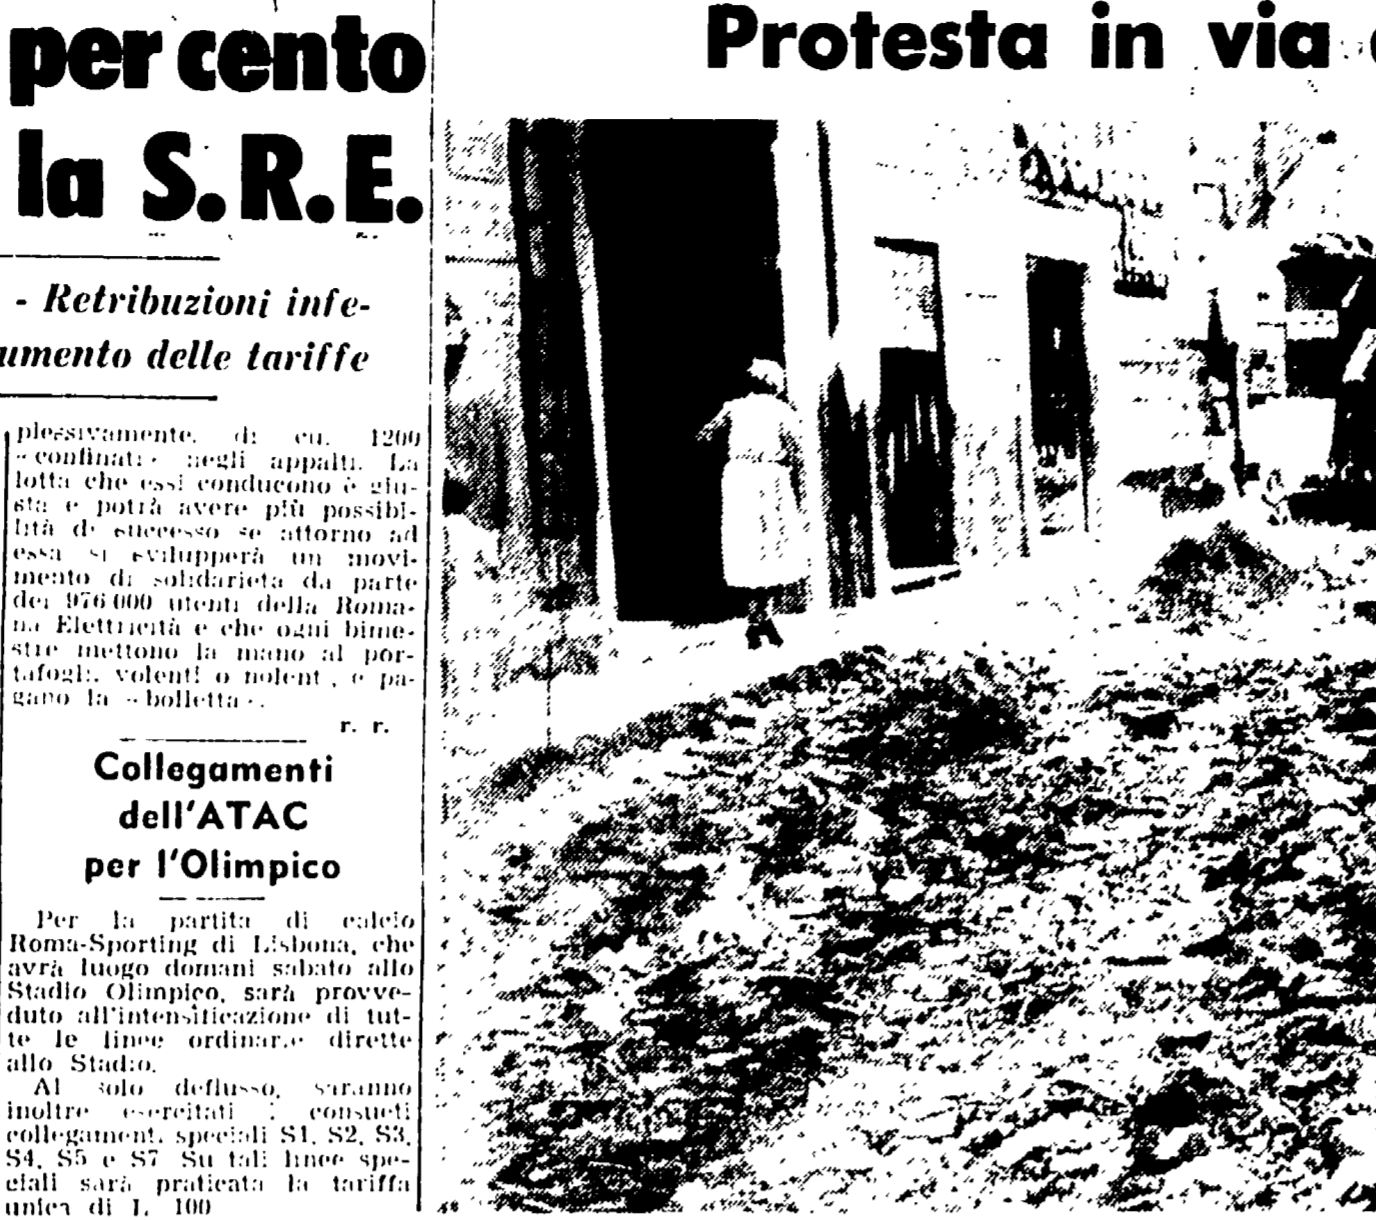 per cento
la S.R.E.
- Retribuzioni infe-
umento delle tariffe
plessivamente, di cu. 1200
«confinati» negli appalti. La
lotta che essi conducono è giu-
sta e potrà avere più possibi-
lità di successo se attorno ad
essa si svilupperà un movi-
mento di solidarietà da parte
dei 976.000 utenti della Roma-
na Elettricità e che ogni bime-
stre mettono la mano al por-
tafogli, volenti o nolenti, e pa-
gano la «bolletta».
r. r.
Collegamenti
dell'ATAC
per l'Olimpico
Per la partita di calcio
Roma-Sporting di Lisbona, che
avrà luogo domani sabato allo
Stadio Olimpico, sarà provve-
duto all'intensificazione di tut-
te le linee ordinarie dirette
allo Stadio.
Al solo deflusso, saranno
inoltre esercitati i consueti
collegamenti speciali S1, S2, S3,
S4, S5 e S7. Su tali linee spe-
ciali sarà praticata la tariffa
unica di L. 100
Protesta in via